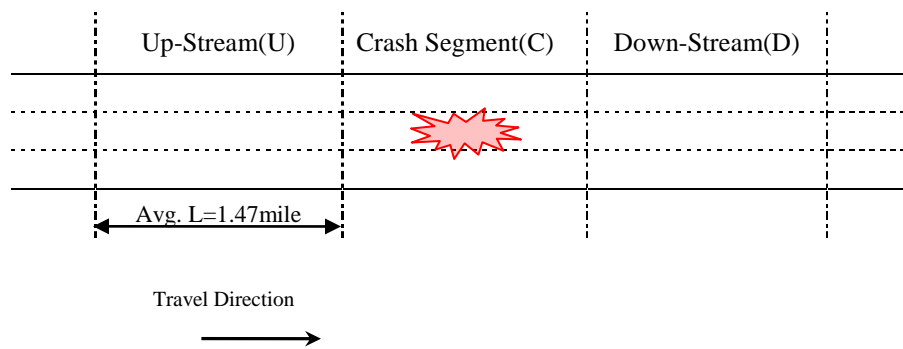 Up-Stream(U) Crash Segment(C) Down-Stream(D)
Avg. L=1.47mile
Travel Direction